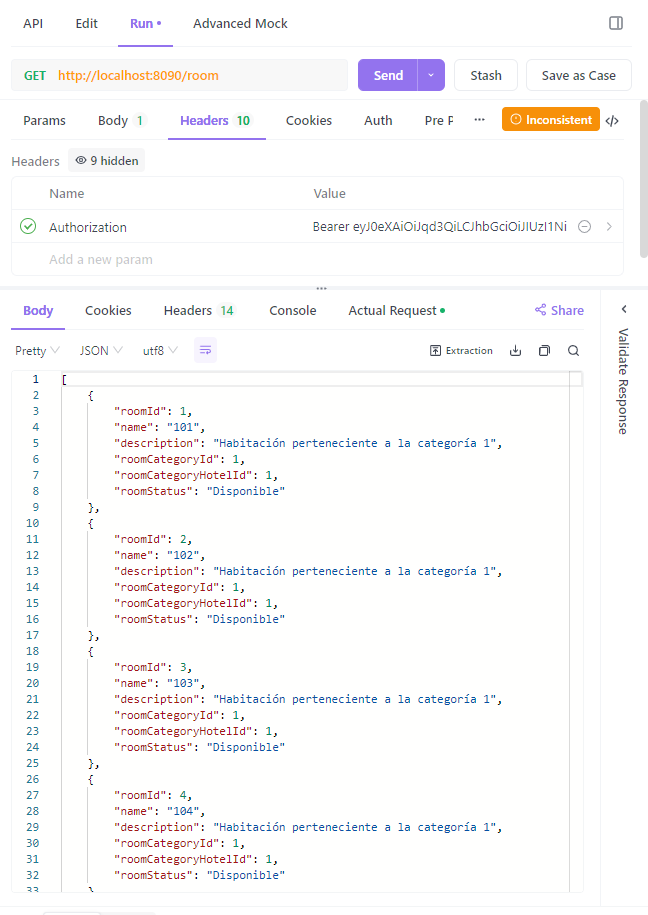 API Edit Run Advanced Mock
GET http://localhost:8090/room Send Stash Save as Case
Params Body 1 Headers 10 Cookies Auth Pre P ··· Inconsistent </>
Headers 9 hidden
Name Value
Authorization Bearer eyJ0eXAiOiJqd3QiLCJhbGciOiJIUzI1Ni
Add a new param
Body Cookies Headers 14 Console Actual Request Share
Pretty JSON utf8 Extraction
Validate Response
1 [
2 {
3 "roomId": 1,
4 "name": "101",
5 "description": "Habitación perteneciente a la categoría 1",
6 "roomCategoryId": 1,
7 "roomCategoryHotelId": 1,
8 "roomStatus": "Disponible"
9 },
10 {
11 "roomId": 2,
12 "name": "102",
13 "description": "Habitación perteneciente a la categoría 1",
14 "roomCategoryId": 1,
15 "roomCategoryHotelId": 1,
16 "roomStatus": "Disponible"
17 },
18 {
19 "roomId": 3,
20 "name": "103",
21 "description": "Habitación perteneciente a la categoría 1",
22 "roomCategoryId": 1,
23 "roomCategoryHotelId": 1,
24 "roomStatus": "Disponible"
25 },
26 {
27 "roomId": 4,
28 "name": "104",
29 "description": "Habitación perteneciente a la categoría 1",
30 "roomCategoryId": 1,
31 "roomCategoryHotelId": 1,
32 "roomStatus": "Disponible"
33 }